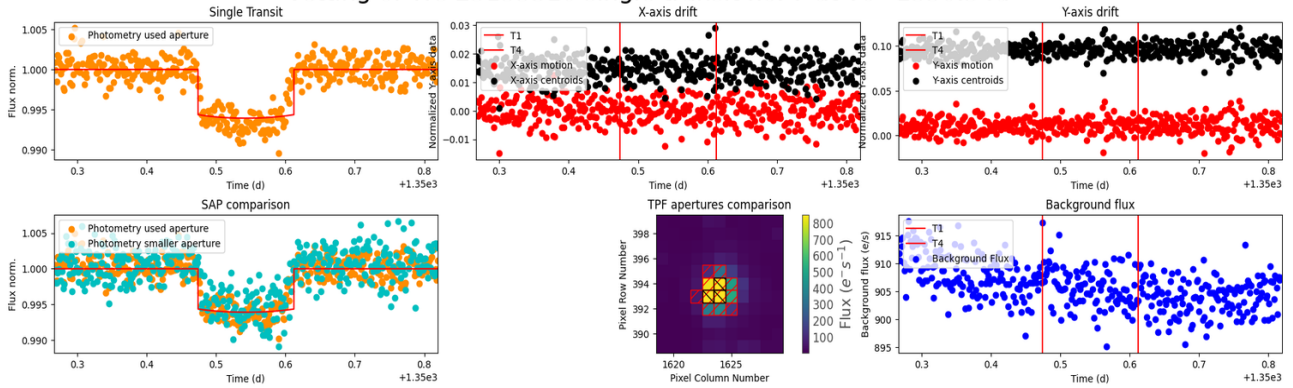 Single Transit
Flux norm.
1.005
1.000
0.995
0.990
Photometry used aperture
0.3 0.4 0.5 0.6 0.7 0.8
Time (d)
+1.35e3
X-axis drift
Normalized Y-axis data
0.03
0.02
0.01
0.00
−0.01
T1
T4
X-axis motion
X-axis centroids
0.3 0.4 0.5 0.6 0.7 0.8
Time (d)
+1.35e3
Y-axis drift
Normalized Y-axis data
0.10
0.05
0.00
T1
T4
Y-axis motion
Y-axis centroids
0.3 0.4 0.5 0.6 0.7 0.8
Time (d)
+1.35e3
SAP comparison
Flux norm.
1.005
1.000
0.995
0.990
Photometry used aperture
Photometry smaller aperture
0.3 0.4 0.5 0.6 0.7 0.8
Time (d)
+1.35e3
TPF apertures comparison
Pixel Row Number
398
396
394
392
390
1620 1625
Pixel Column Number
800
700
600
500
400
300
200
100
Flux (e⁻s⁻¹)
Background flux
Background flux (e/s)
915
910
905
900
895
T1
T4
Background Flux
0.3 0.4 0.5 0.6 0.7 0.8
Time (d)
+1.35e3